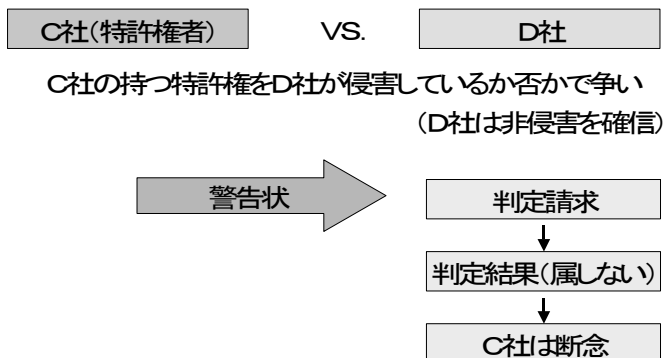 C社(特許権者) VS. D社
C社の持つ特許権をD社が侵害しているか否かで争い
(D社は非侵害を確信)
警告状
判定請求
判定結果(属しない)
C社は断念